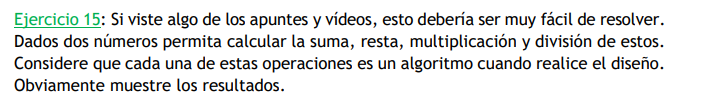 Ejercicio 15: Si viste algo de los apuntes y vídeos, esto debería ser muy fácil de resolver.
Dados dos números permita calcular la suma, resta, multiplicación y división de estos.
Considere que cada una de estas operaciones es un algoritmo cuando realice el diseño.
Obviamente muestre los resultados.